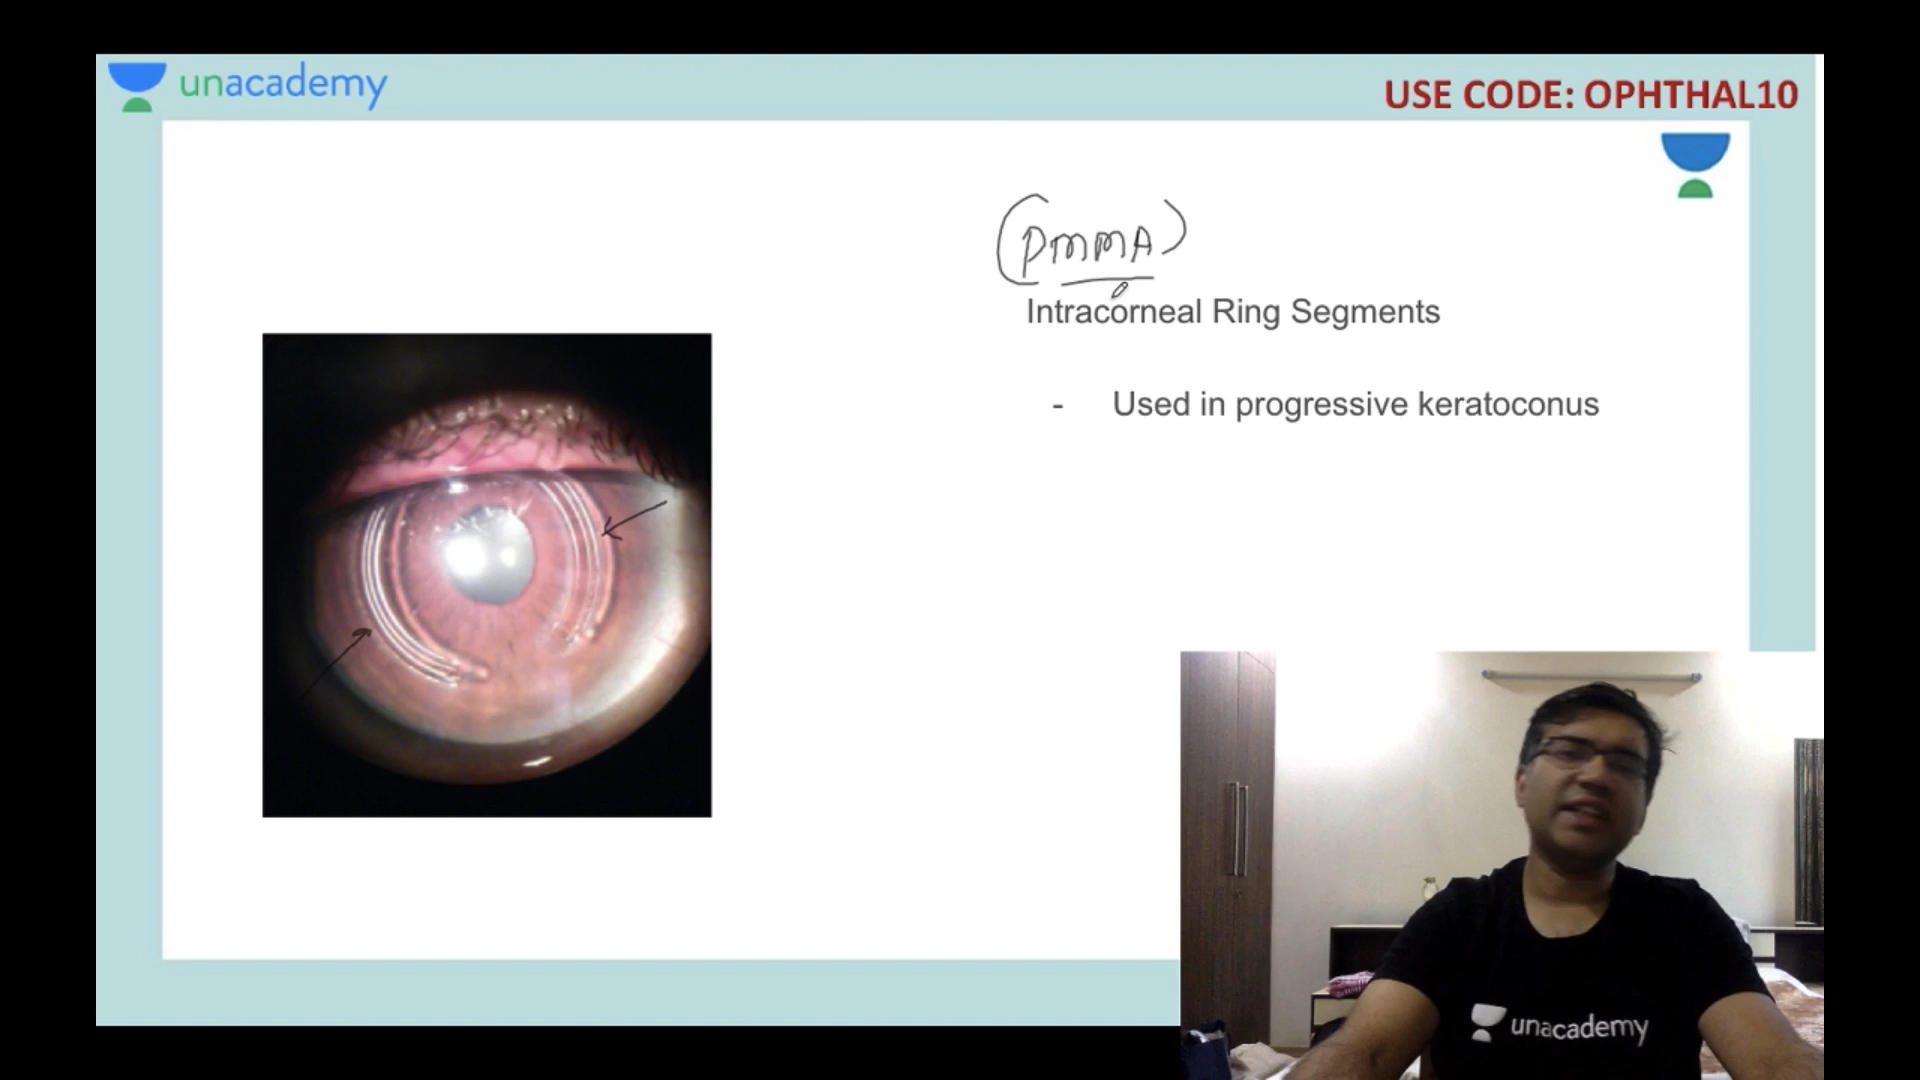 unacademy
USE CODE: OPHTHAL10
(PMMA)
Intracorneal Ring Segments
- Used in progressive keratoconus
unacademy